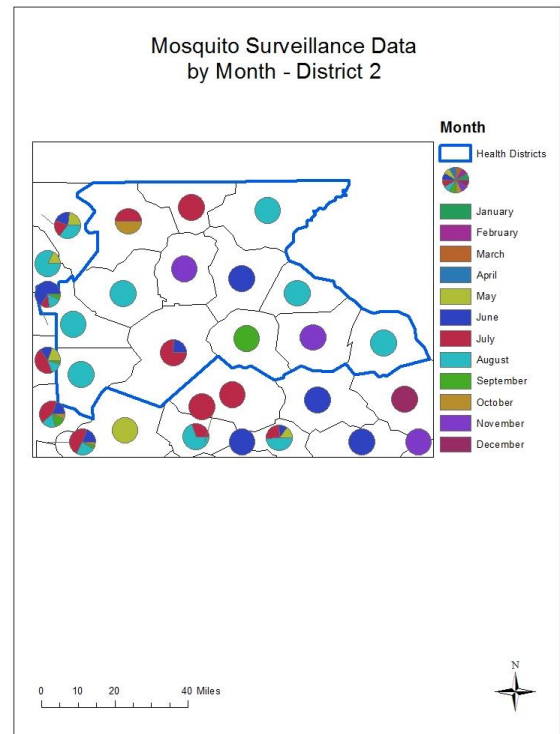 Mosquito Surveillance Data
by Month - District 2
Month
Health Districts
January
February
March
April
May
June
July
August
September
October
November
December
0 10 20 40 Miles
N